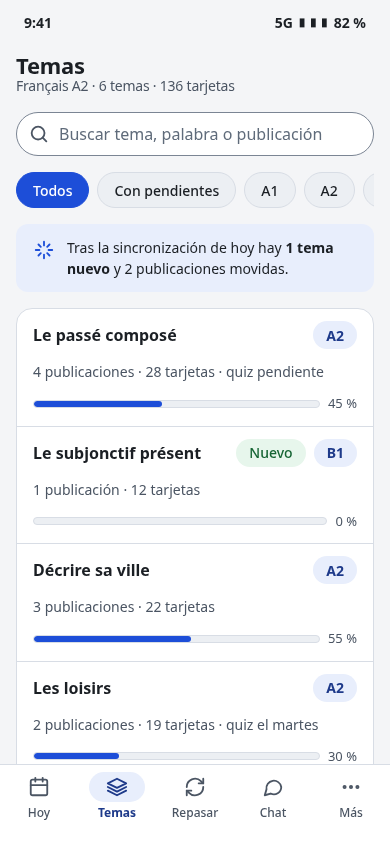 9:41
5G 82 %
Temas
Français A2 · 6 temas · 136 tarjetas
Buscar tema, palabra o publicación
Todos
Con pendientes
A1
A2
Tras la sincronización de hoy hay 1 tema
nuevo y 2 publicaciones movidas.
Le passé composé
A2
4 publicaciones · 28 tarjetas · quiz pendiente
45 %
Le subjonctif présent
Nuevo
B1
1 publicación · 12 tarjetas
0 %
Décrire sa ville
A2
3 publicaciones · 22 tarjetas
55 %
Les loisirs
A2
2 publicaciones · 19 tarjetas · quiz el martes
30 %
Hoy
Temas
Repasar
Chat
Más